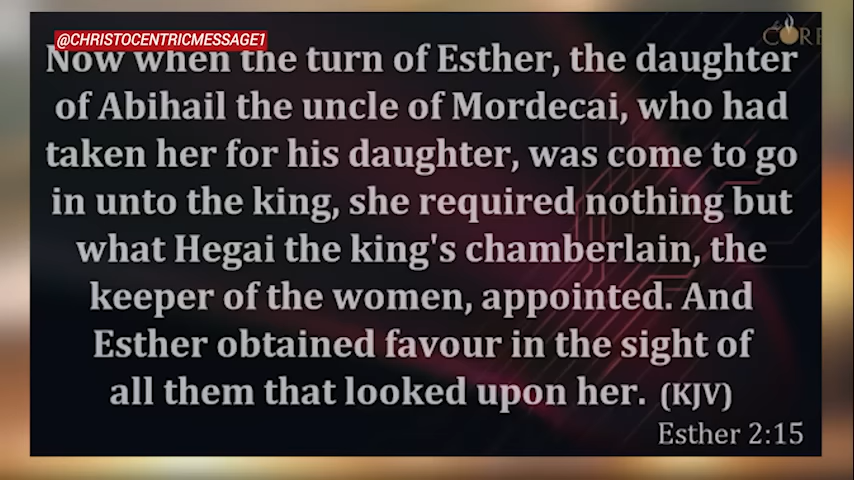 @CHRISTOCENTRICMESSAGE1
CORE
Now when the turn of Esther, the daughter
of Abihail the uncle of Mordecai, who had
taken her for his daughter, was come to go
in unto the king, she required nothing but
what Hegai the king's chamberlain, the
keeper of the women, appointed. And
Esther obtained favour in the sight of
all them that looked upon her. (KJV)
Esther 2:15